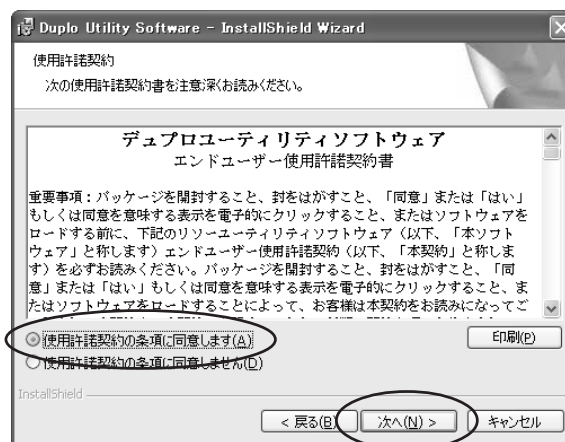 Duplo Utility Software - InstallShield Wizard
使用許諾契約
次の使用許諾契約書を注意深くお読みください。
デュプロユーティリティソフトウェア
エンドユーザー使用許諾契約書
重要事項：パッケージを開封すること、封をはがすこと、「同意」または「はい」
もしくは同意を意味する表示を電子的にクリックすること、またはソフトウェアを
ロードする前に、下記のリソーユーティリティソフトウェア（以下、「本ソフト
ウェア」と称します）エンドユーザー使用許諾契約（以下、「本契約」と称しま
す）を必ずお読みください。パッケージを開封すること、封をはがすこと、「同
意」または「はい」もしくは同意を意味する表示を電子的にクリックすること、ま
たはソフトウェアをロードすることによって、お客様は本契約をお読みになってご
使用許諾契約の条項に同意します(A)
印刷(P)
使用許諾契約の条項に同意しません(D)
InstallShield
< 戻る(B)
次へ(N) >
キャンセル